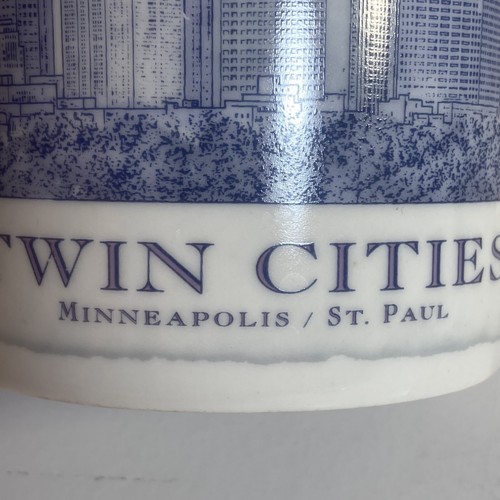 TWIN CITIES
MINNEAPOLIS / ST. PAUL